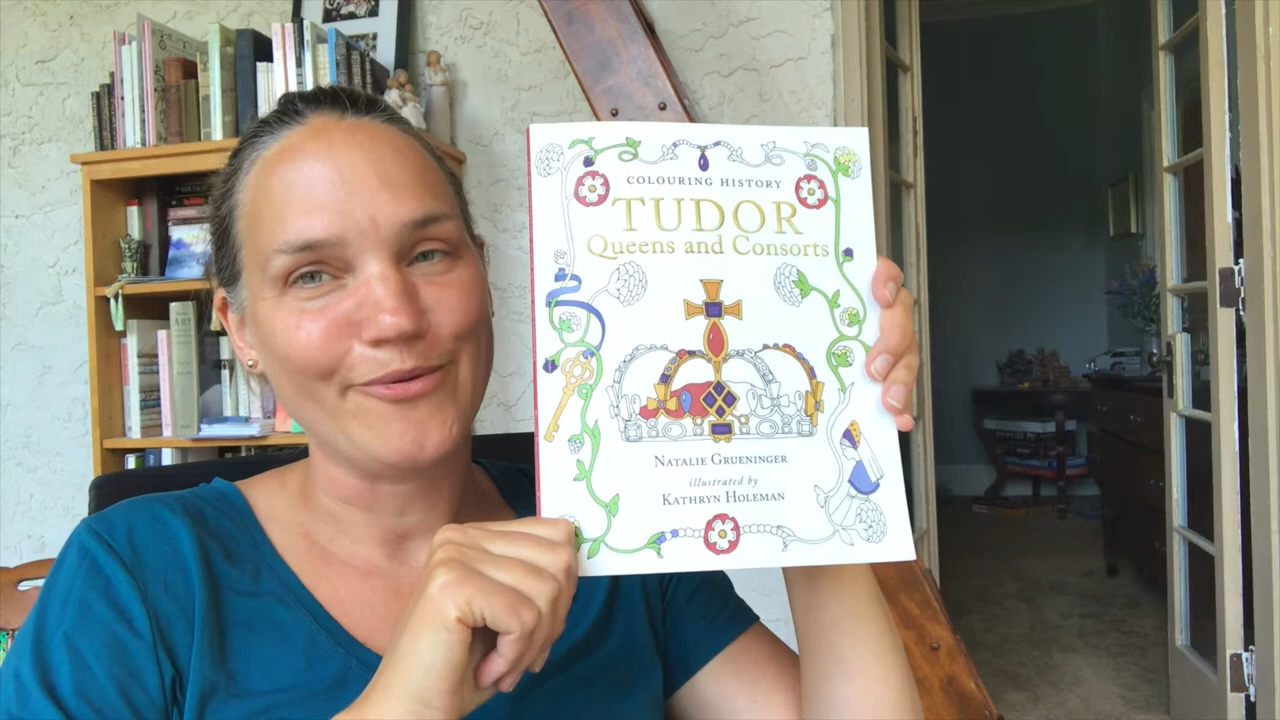 COLOURING HISTORY
TUDOR
Queens and Consorts
NATALIE GRUENINGER
illustrated by
KATHRYN HOLEMAN